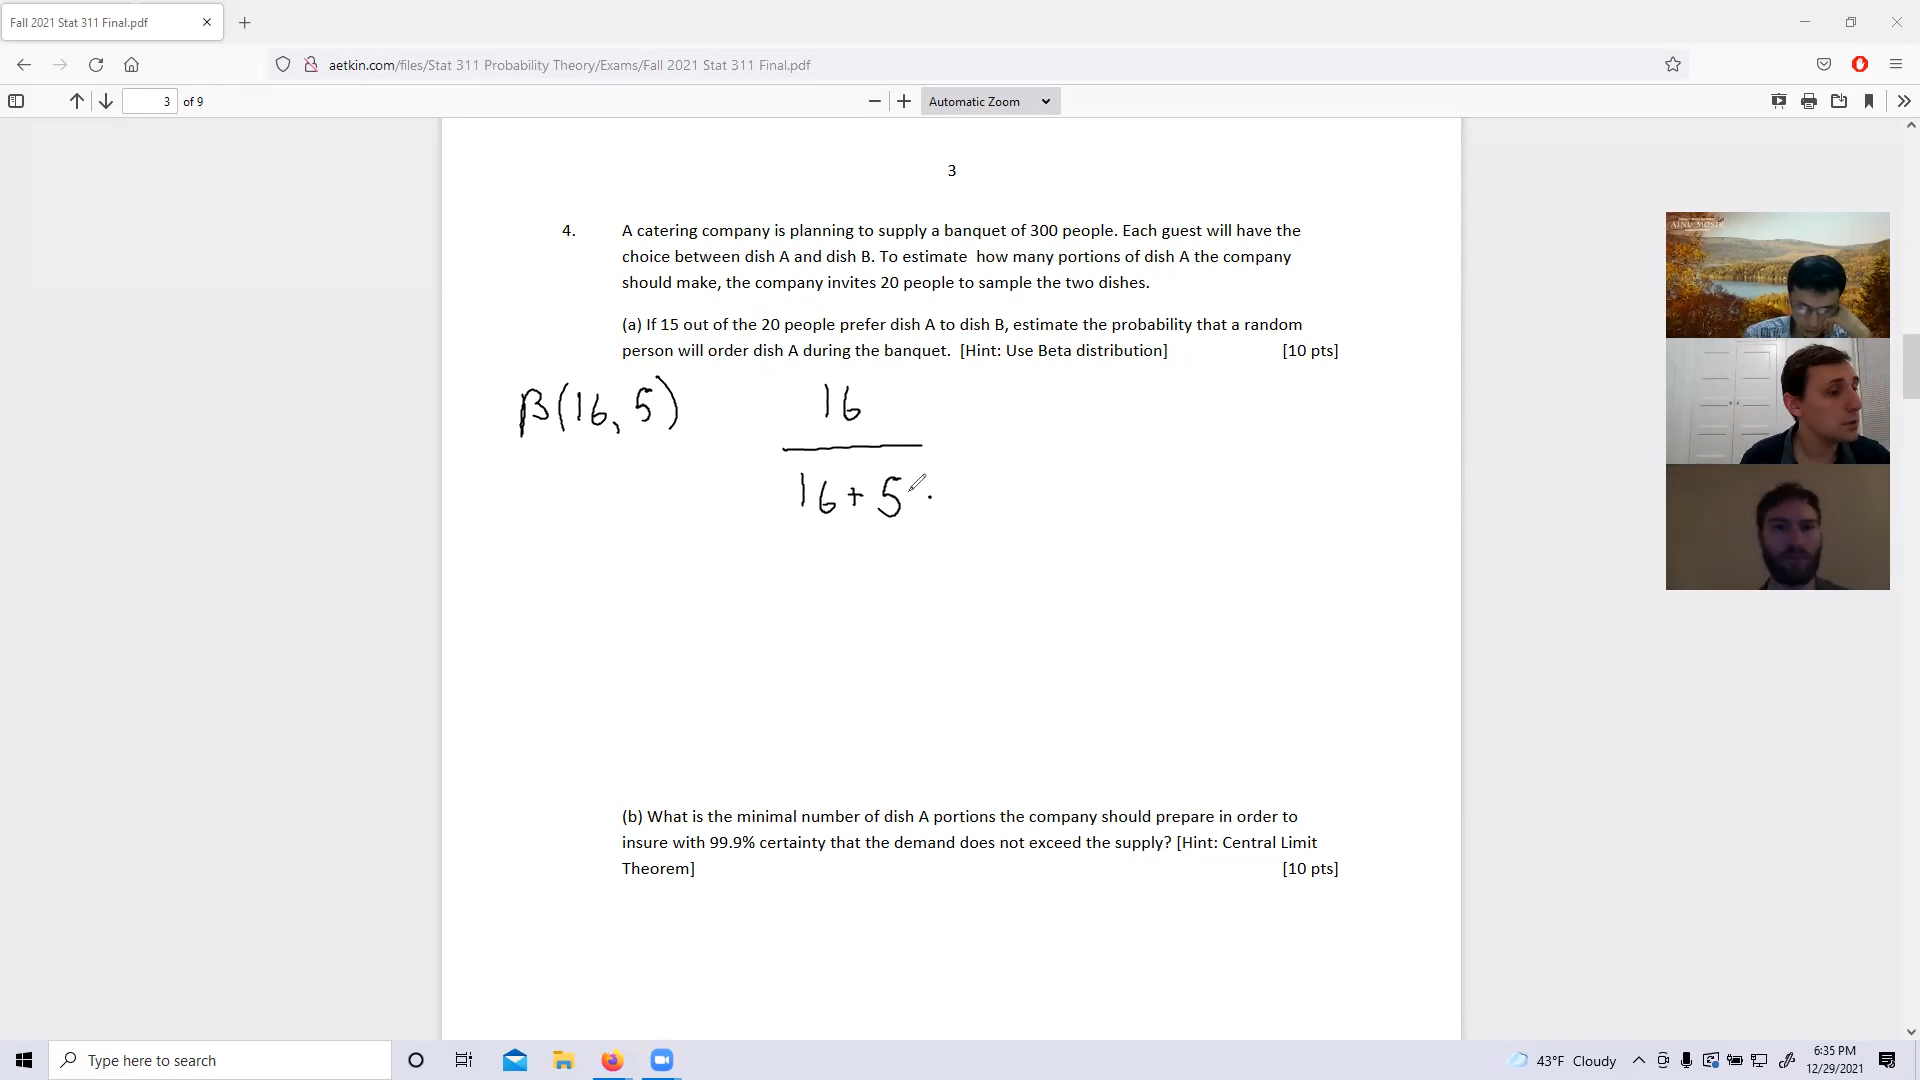 Fall 2021 Stat 311 Final.pdf
aetkin.com/files/Stat 311 Probability Theory/Exams/Fall 2021 Stat 311 Final.pdf
3 of 9
Automatic Zoom
3
4. A catering company is planning to supply a banquet of 300 people. Each guest will have the
choice between dish A and dish B. To estimate how many portions of dish A the company
should make, the company invites 20 people to sample the two dishes.
(a) If 15 out of the 20 people prefer dish A to dish B, estimate the probability that a random
person will order dish A during the banquet. [Hint: Use Beta distribution] [10 pts]
β(16, 5)
16
16 + 5
(b) What is the minimal number of dish A portions the company should prepare in order to
insure with 99.9% certainty that the demand does not exceed the supply? [Hint: Central Limit
Theorem] [10 pts]
Type here to search
43°F Cloudy
6:35 PM
12/29/2021